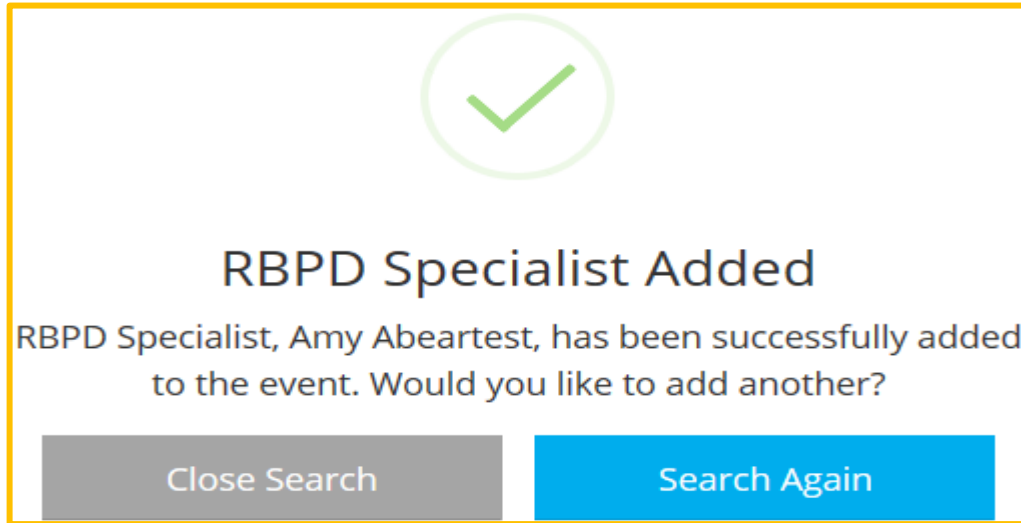 RBPD Specialist Added
RBPD Specialist, Amy Abeartest, has been successfully added
to the event. Would you like to add another?
Close Search
Search Again